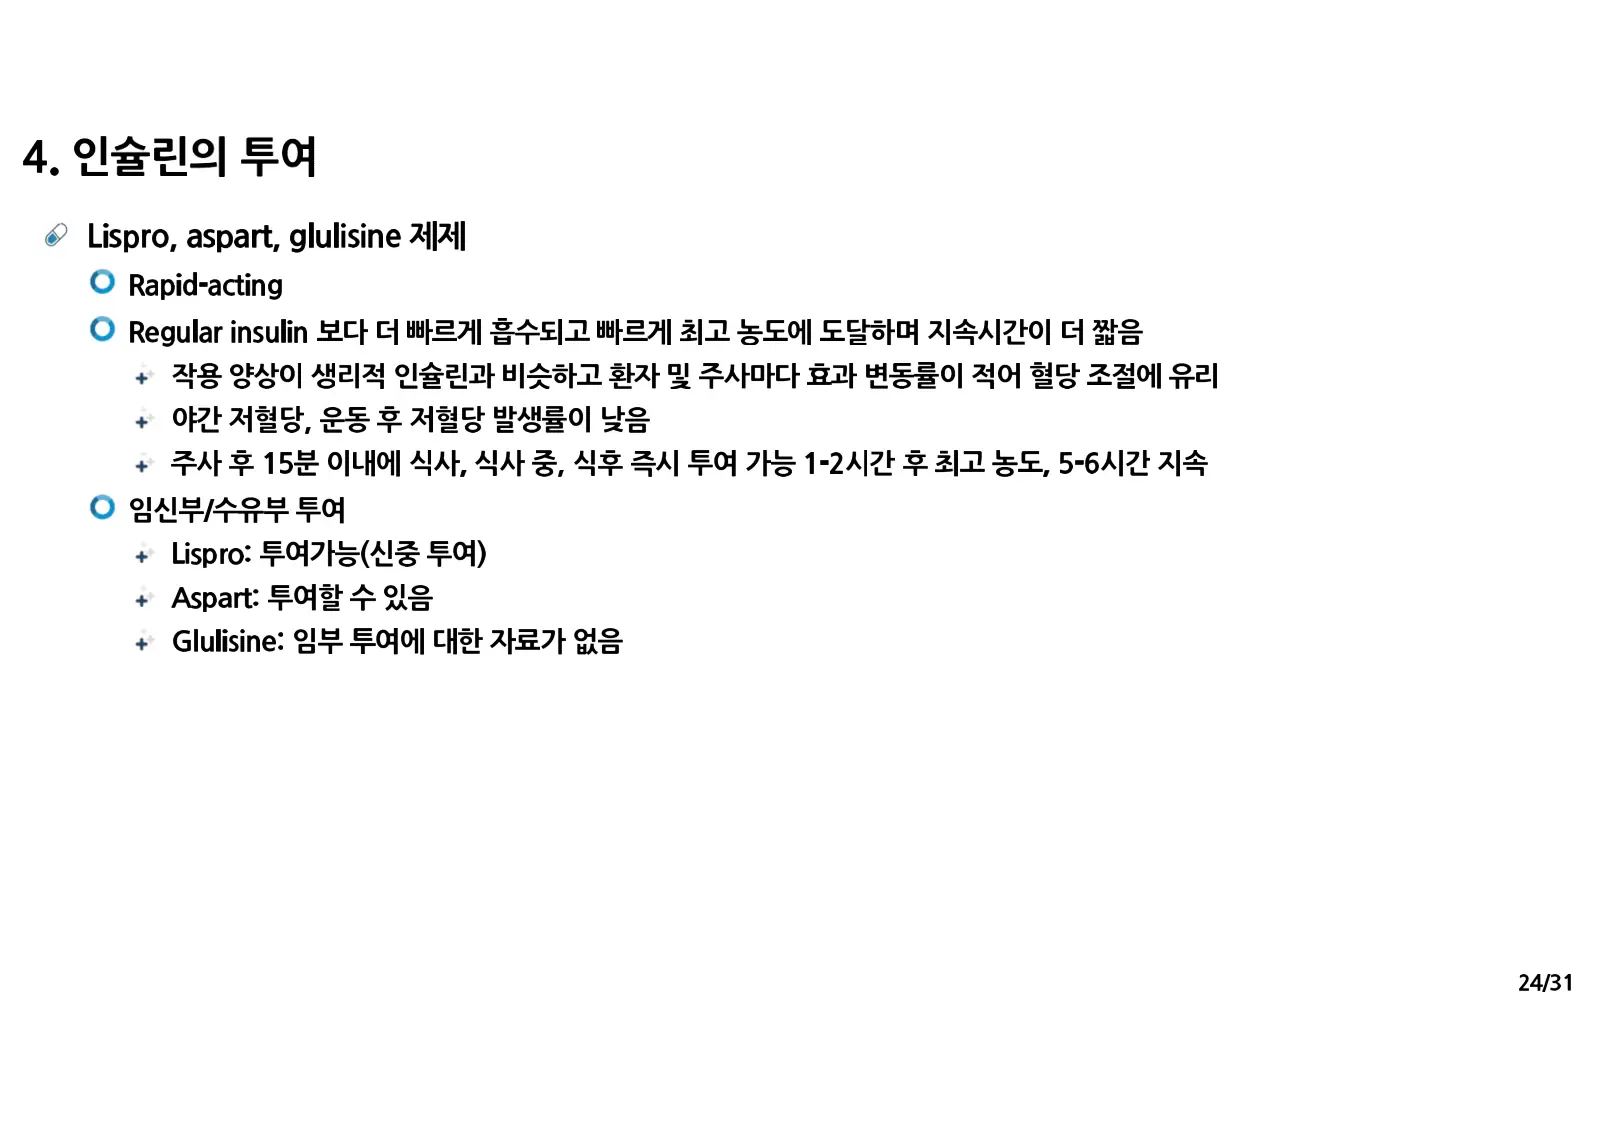 4. 인슐린의 투여
Lispro, aspart, glulisine 제제
Rapid-acting
Regular insulin 보다 더 빠르게 흡수되고 빠르게 최고 농도에 도달하며 지속시간이 더 짧음
작용 양상이 생리적 인슐린과 비슷하고 환자 및 주사마다 효과 변동률이 적어 혈당 조절에 유리
야간 저혈당, 운동 후 저혈당 발생률이 낮음
주사 후 15분 이내에 식사, 식사 중, 식후 즉시 투여 가능 1-2시간 후 최고 농도, 5-6시간 지속
임신부/수유부 투여
Lispro: 투여가능(신중 투여)
Aspart: 투여할 수 있음
Glulisine: 임부 투여에 대한 자료가 없음
24/31